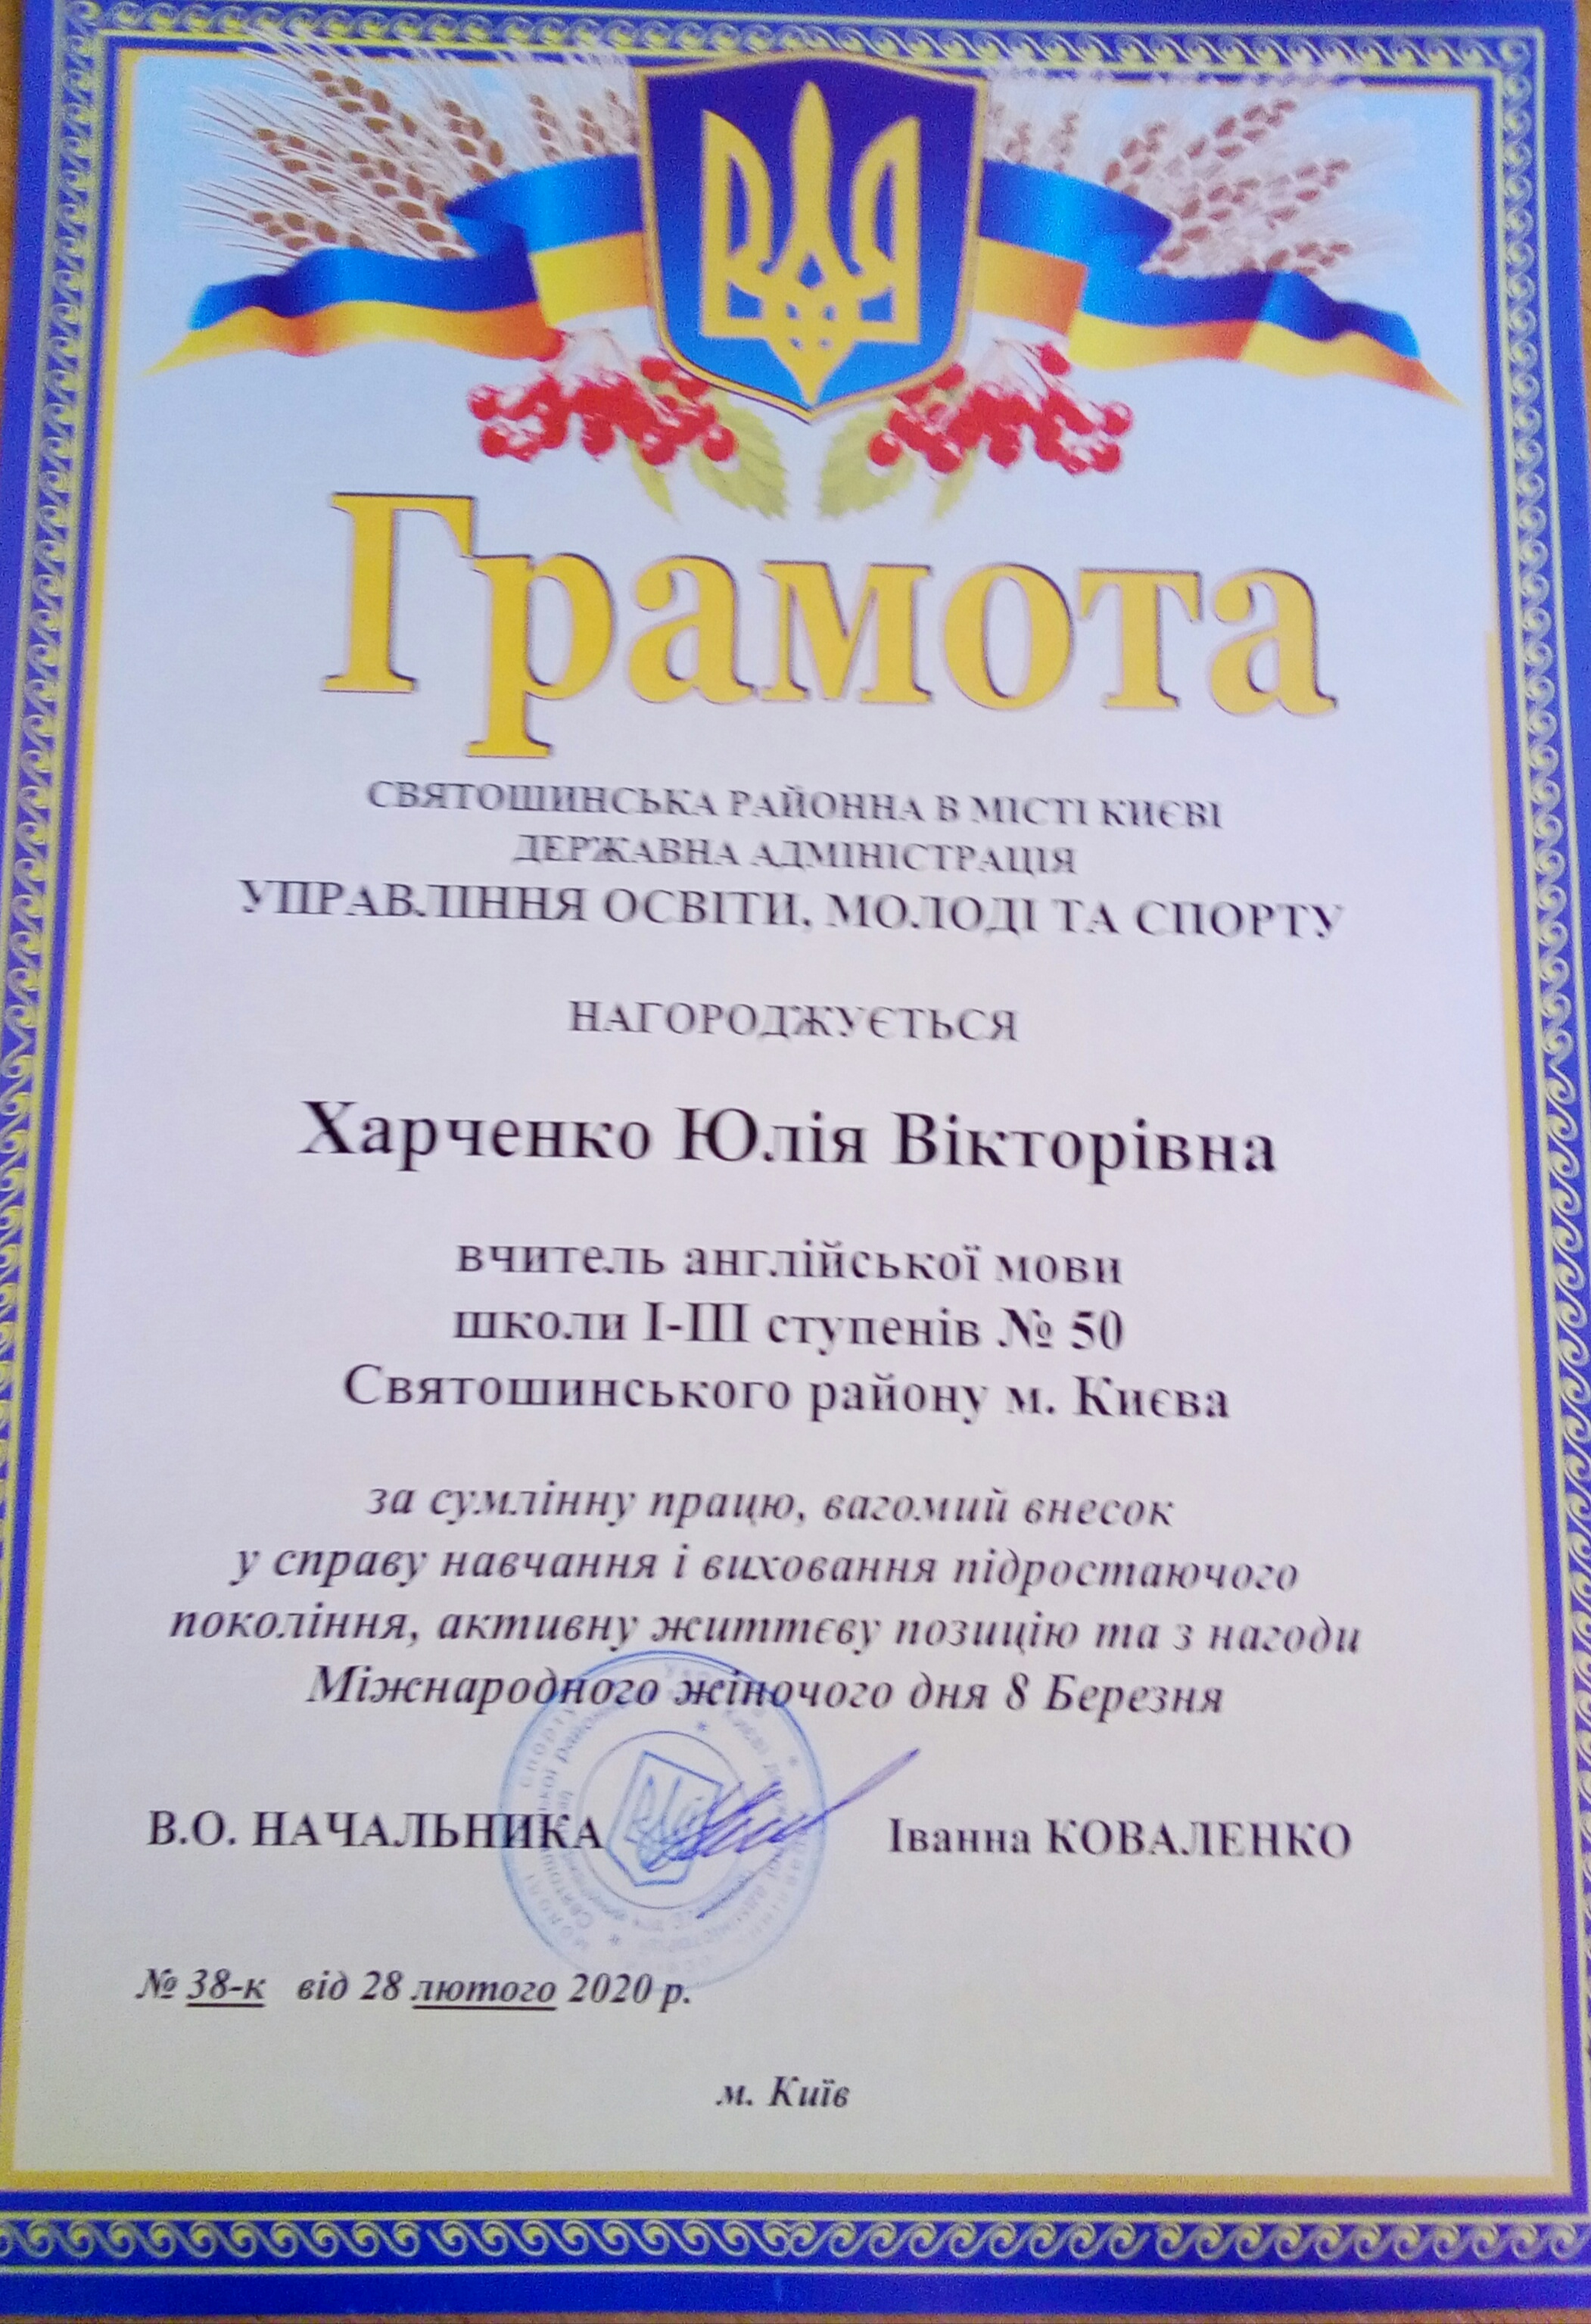 Грамота
СВЯТОШИНСЬКА РАЙОННА В МІСТІ КИЄВІ
ДЕРЖАВНА АДМІНІСТРАЦІЯ
УПРАВЛІННЯ ОСВІТИ, МОЛОДІ ТА СПОРТУ
НАГОРОДЖУЄТЬСЯ
Харченко Юлія Вікторівна
вчитель англійської мови
школи І-ІІІ ступенів № 50
Святошинського району м. Києва
за сумлінну працю, вагомий внесок
у справу навчання і виховання підростаючого
покоління, активну життєву позицію та з нагоди
Міжнародного жіночого дня 8 Березня
В.О. НАЧАЛЬНИКА Іванна КОВАЛЕНКО
№ 38-к від 28 лютого 2020 р.
м. Київ